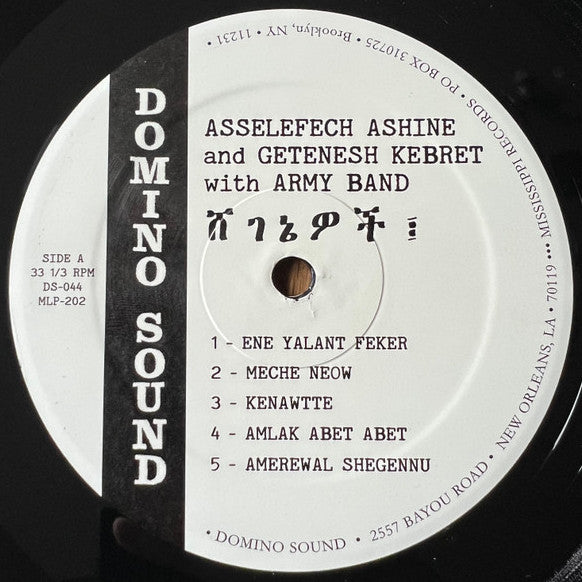 DOMINO SOUND
ASSELEFECH ASHINE
and GETENESH KEBRET
with ARMY BAND
ሸ ገኔዎች ፤
SIDE A
33 1/3 RPM
DS-044
MLP-202
1 - ENE YALANT FEKER
2 - MECHE NEOW
3 - KENAWTTE
4 - AMLAK ABET ABET
5 - AMEREWAL SHEGENNU
• DOMINO SOUND • 2557 BAYOU ROAD • NEW ORLEANS, LA • 70119 ••• MISSISSIPPI RECORDS • PO BOX 310725 • Brooklyn, NY • 11231 •